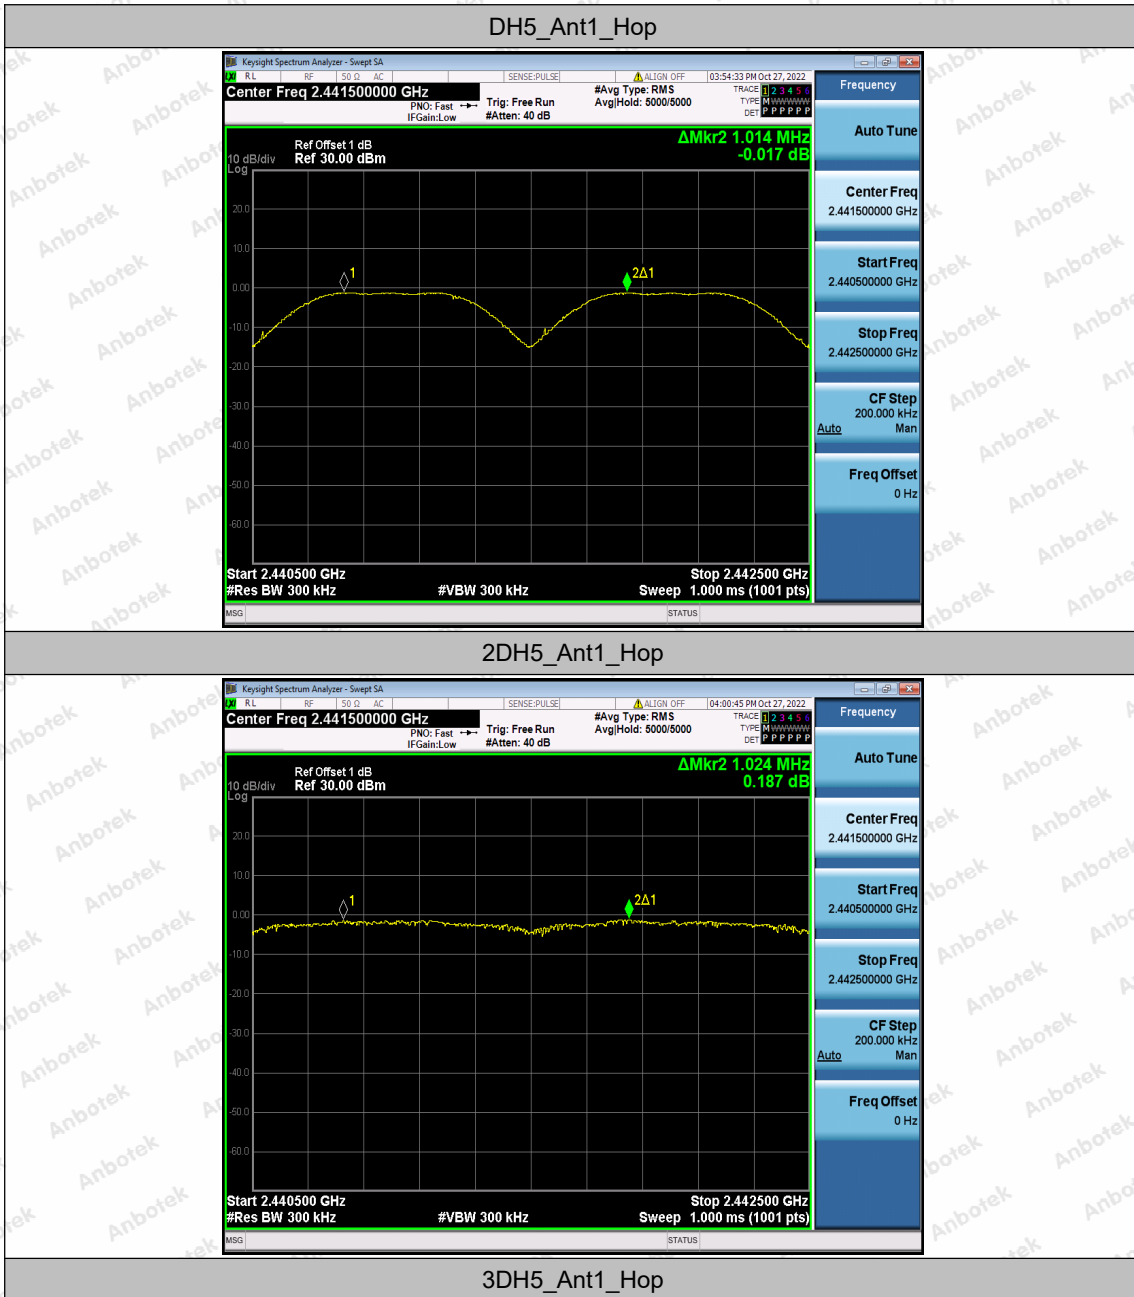 DH5_Ant1_Hop
Keysight Spectrum Analyzer - Swept SA
LXI RL RF 50 Ω AC SENSE:PULSE ALIGN OFF 03:54:33 PM Oct 27, 2022
Center Freq 2.441500000 GHz
PNO: Fast
IFGain:Low
Trig: Free Run
#Atten: 40 dB
#Avg Type: RMS
Avg|Hold: 5000/5000
TRACE 1 2 3 4 5 6
TYPE M W W W W W
DET P P P P P P
Ref Offset 1 dB
10 dB/div Ref 30.00 dBm
Log
ΔMkr2 1.014 MHz
-0.017 dB
20.0
10.0
0.00
-10.0
-20.0
-30.0
-40.0
-50.0
-60.0
1
2Δ1
Start 2.440500 GHz Stop 2.442500 GHz
#Res BW 300 kHz #VBW 300 kHz Sweep 1.000 ms (1001 pts)
MSG STATUS
Frequency
Auto Tune
Center Freq
2.441500000 GHz
Start Freq
2.440500000 GHz
Stop Freq
2.442500000 GHz
CF Step
200.000 kHz
Auto Man
Freq Offset
0 Hz
2DH5_Ant1_Hop
Keysight Spectrum Analyzer - Swept SA
LXI RL RF 50 Ω AC SENSE:PULSE ALIGN OFF 04:00:45 PM Oct 27, 2022
Center Freq 2.441500000 GHz
PNO: Fast
IFGain:Low
Trig: Free Run
#Atten: 40 dB
#Avg Type: RMS
Avg|Hold: 5000/5000
TRACE 1 2 3 4 5 6
TYPE M W W W W W
DET P P P P P P
Ref Offset 1 dB
10 dB/div Ref 30.00 dBm
Log
ΔMkr2 1.024 MHz
0.187 dB
20.0
10.0
0.00
-10.0
-20.0
-30.0
-40.0
-50.0
-60.0
1
2Δ1
Start 2.440500 GHz Stop 2.442500 GHz
#Res BW 300 kHz #VBW 300 kHz Sweep 1.000 ms (1001 pts)
MSG STATUS
Frequency
Auto Tune
Center Freq
2.441500000 GHz
Start Freq
2.440500000 GHz
Stop Freq
2.442500000 GHz
CF Step
200.000 kHz
Auto Man
Freq Offset
0 Hz
3DH5_Ant1_Hop
Anbotek